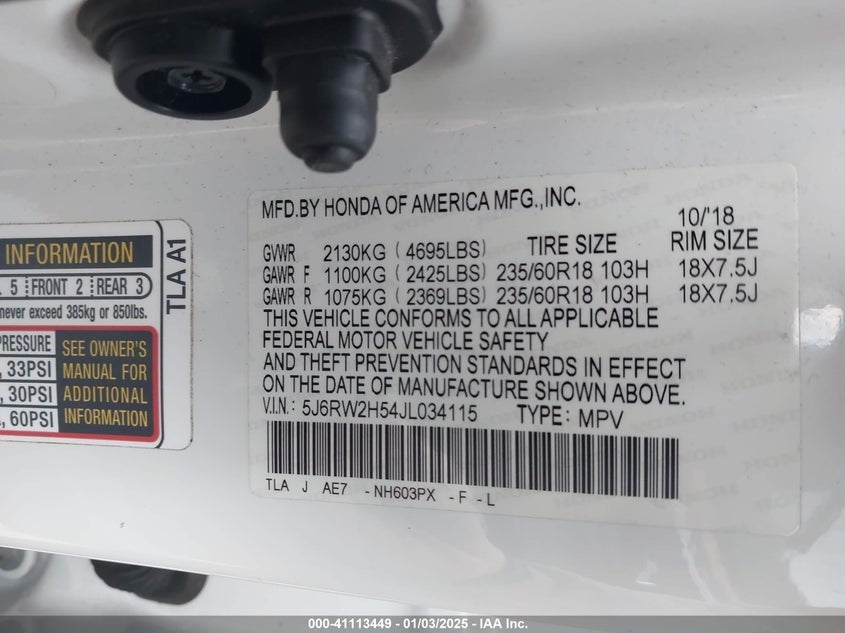 INFORMATION
5 FRONT 2 REAR 3
never exceed 385kg or 850lbs.
PRESSURE
33PSI
30PSI
60PSI
SEE OWNER'S
MANUAL FOR
ADDITIONAL
INFORMATION
TLA A1
MFD.BY HONDA OF AMERICA MFG.,INC.
10/'18
GVWR 2130KG ( 4695LBS) TIRE SIZE RIM SIZE
GAWR F 1100KG ( 2425LBS) 235/60R18 103H 18X7.5J
GAWR R 1075KG ( 2369LBS) 235/60R18 103H 18X7.5J
THIS VEHICLE CONFORMS TO ALL APPLICABLE
FEDERAL MOTOR VEHICLE SAFETY
AND THEFT PREVENTION STANDARDS IN EFFECT
ON THE DATE OF MANUFACTURE SHOWN ABOVE.
V.I.N.: 5J6RW2H54JL034115 TYPE: MPV
TLA J AE7 -NH603PX -F -L
000-41113449 - 01/03/2025 - IAA Inc.